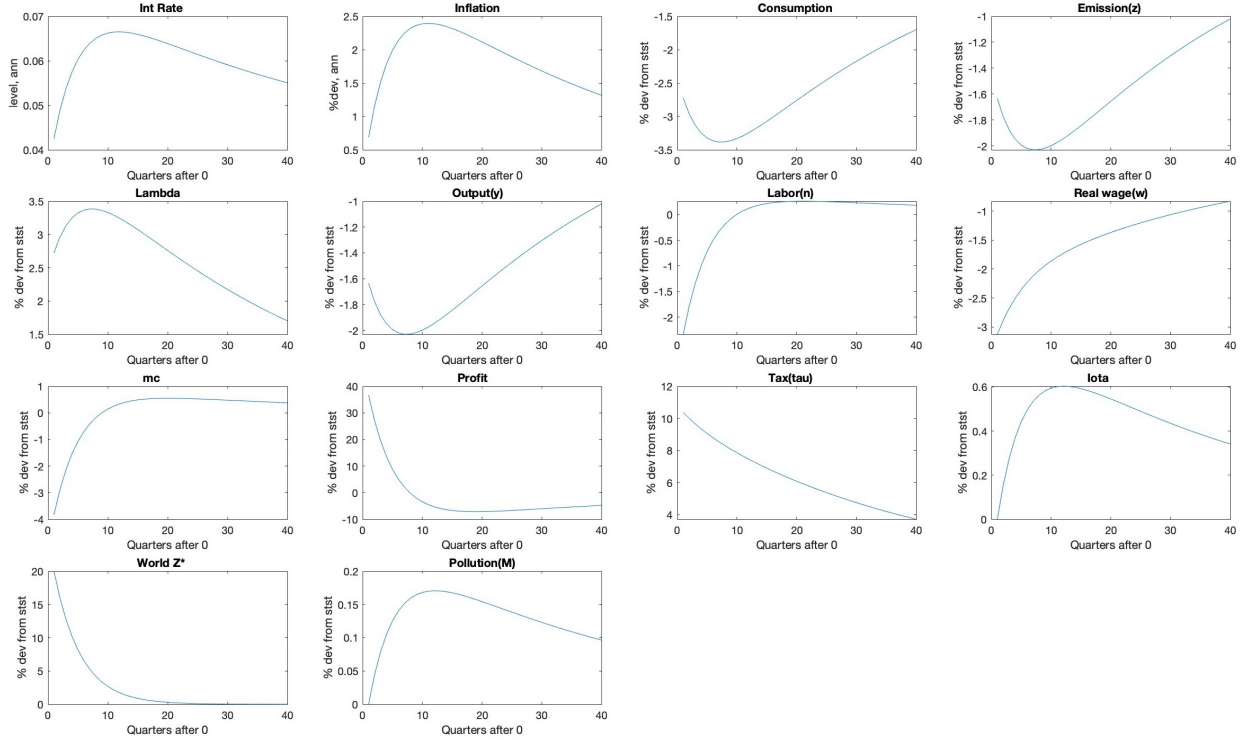 Int Rate
level, ann
0.07
0.06
0.05
0.04
0 10 20 30 40
Quarters after 0
Inflation
%dev, ann
2.5
2
1.5
1
0.5
0 10 20 30 40
Quarters after 0
Consumption
% dev from stst
-1.5
-2
-2.5
-3
-3.5
0 10 20 30 40
Quarters after 0
Emission(z)
% dev from stst
-1
-1.2
-1.4
-1.6
-1.8
-2
0 10 20 30 40
Quarters after 0
Lambda
% dev from stst
3.5
3
2.5
2
1.5
0 10 20 30 40
Quarters after 0
Output(y)
% dev from stst
-1
-1.2
-1.4
-1.6
-1.8
-2
0 10 20 30 40
Quarters after 0
Labor(n)
% dev from stst
0
-0.5
-1
-1.5
-2
0 10 20 30 40
Quarters after 0
Real wage(w)
% dev from stst
-1
-1.5
-2
-2.5
-3
0 10 20 30 40
Quarters after 0
mc
% dev from stst
1
0
-1
-2
-3
-4
0 10 20 30 40
Quarters after 0
Profit
% dev from stst
40
30
20
10
0
-10
0 10 20 30 40
Quarters after 0
Tax(tau)
% dev from stst
12
10
8
6
4
0 10 20 30 40
Quarters after 0
Iota
% dev from stst
0.6
0.4
0.2
0
0 10 20 30 40
Quarters after 0
World Z*
% dev from stst
20
15
10
5
0
0 10 20 30 40
Quarters after 0
Pollution(M)
% dev from stst
0.2
0.15
0.1
0.05
0
0 10 20 30 40
Quarters after 0